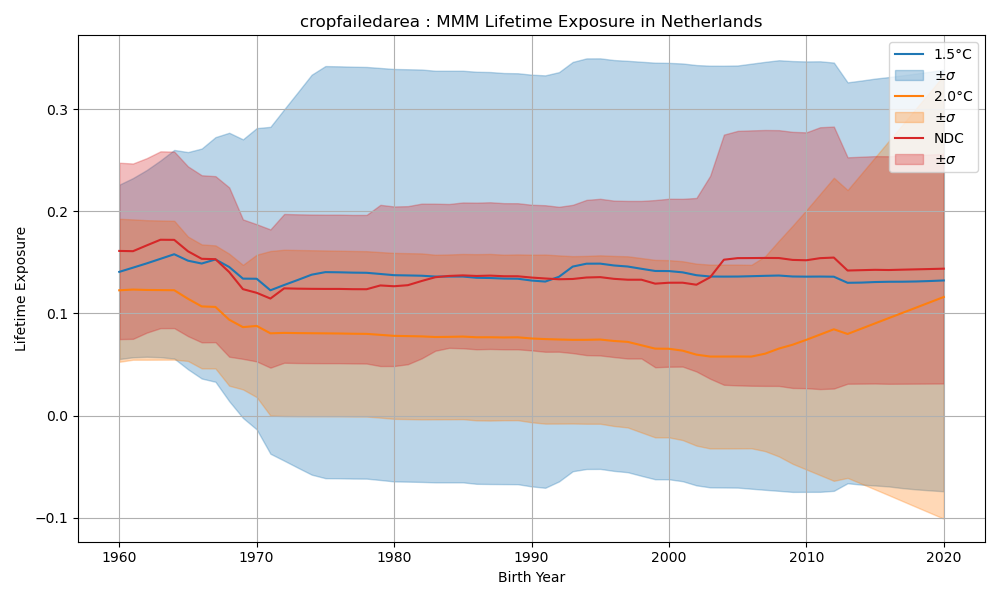 cropfailedarea : MMM Lifetime Exposure in Netherlands
Lifetime Exposure
0.3
0.2
0.1
0.0
−0.1
1960
1970
1980
1990
2000
2010
2020
Birth Year
1.5°C
±σ
2.0°C
±σ
NDC
±σ